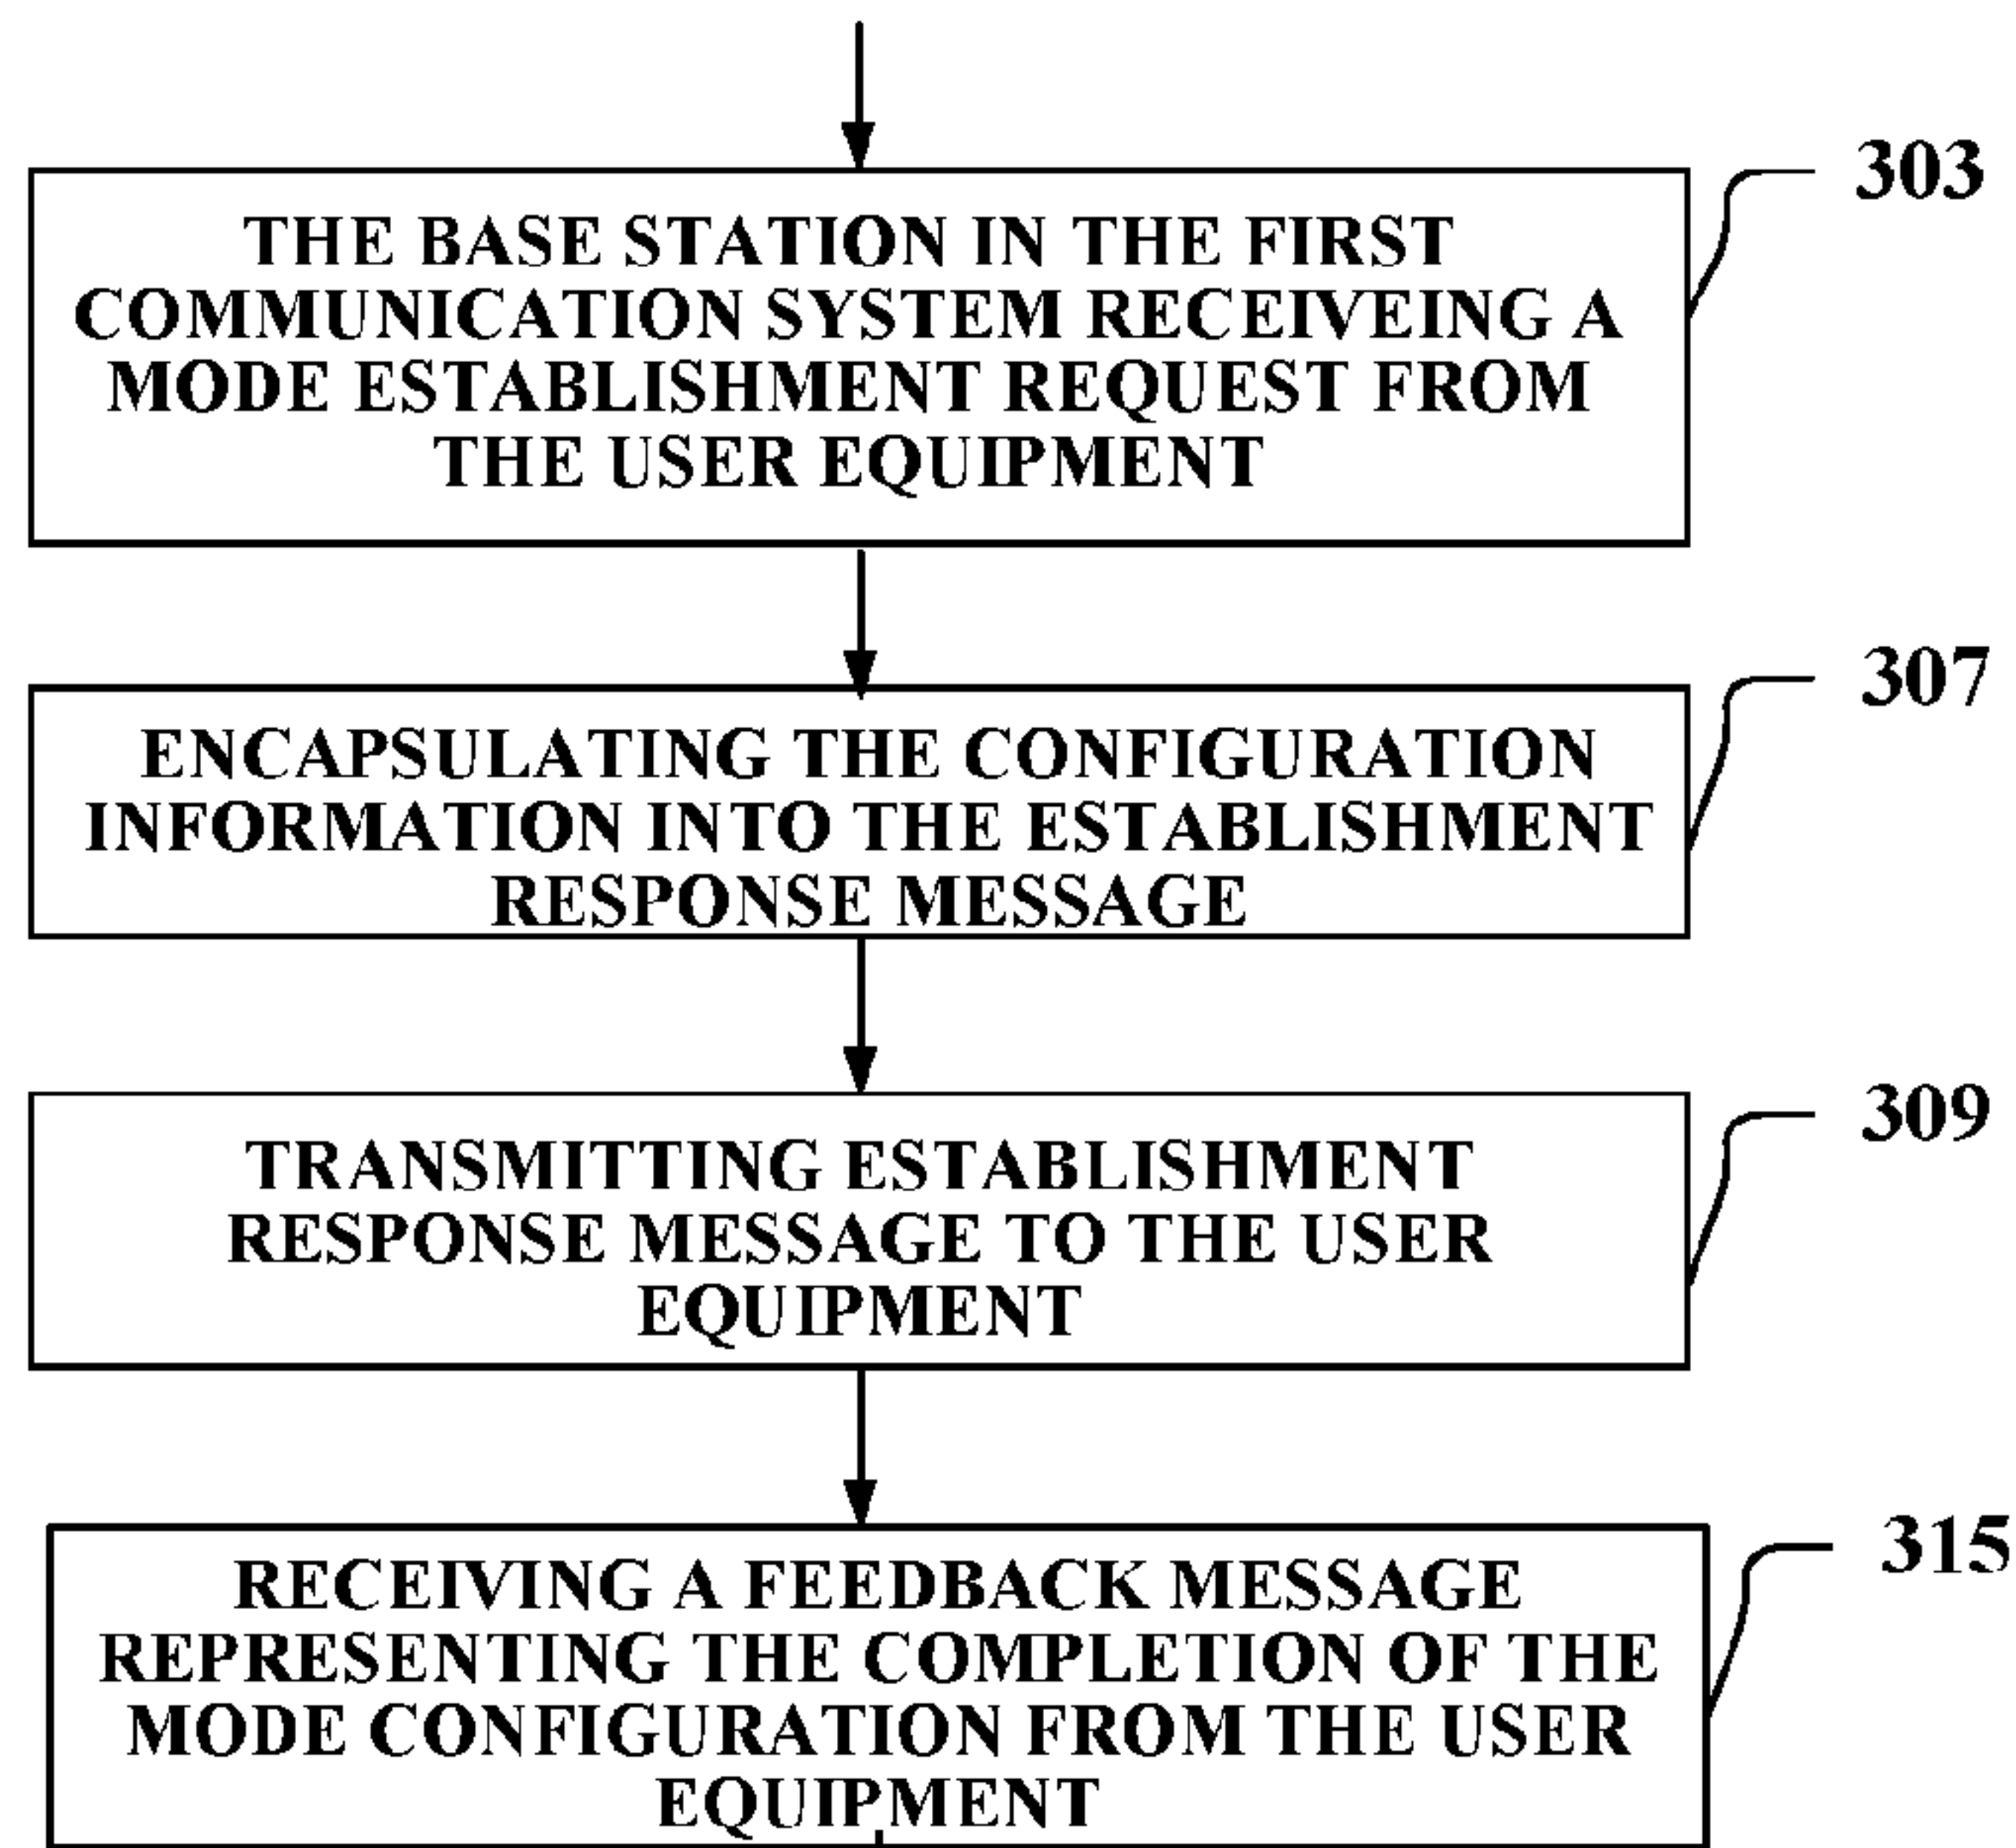 303
THE BASE STATION IN THE FIRST
COMMUNICATION SYSTEM RECEIVEING A
MODE ESTABLISHMENT REQUEST FROM
THE USER EQUIPMENT
307
ENCAPSULATING THE CONFIGURATION
INFORMATION INTO THE ESTABLISHMENT
RESPONSE MESSAGE
309
TRANSMITTING ESTABLISHMENT
RESPONSE MESSAGE TO THE USER
EQUIPMENT
315
RECEIVING A FEEDBACK MESSAGE
REPRESENTING THE COMPLETION OF THE
MODE CONFIGURATION FROM THE USER
EQUIPMENT